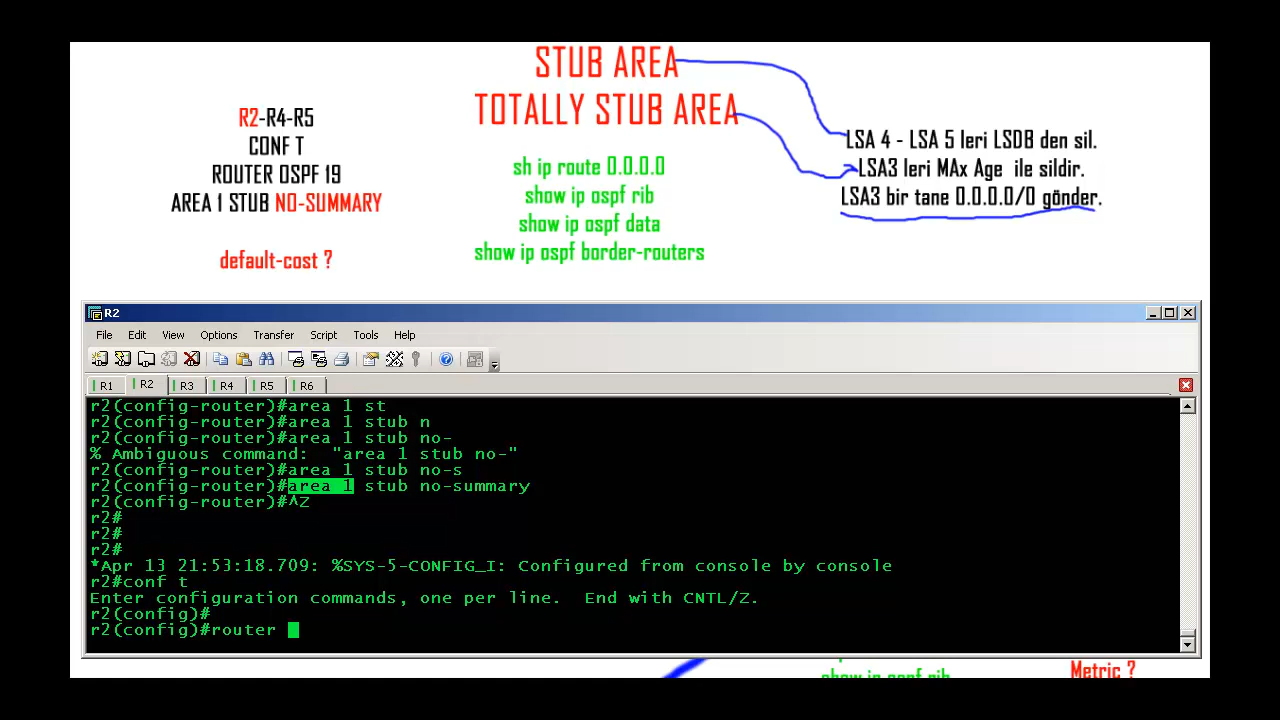 STUB AREA
TOTALLY STUB AREA
R2-R4-R5
CONF T
ROUTER OSPF 19
AREA 1 STUB NO-SUMMARY
default-cost ?
sh ip route 0.0.0.0
show ip ospf rib
show ip ospf data
show ip ospf border-routers
LSA 4 - LSA 5 leri LSDB den sil.
LSA3 leri MAx Age ile sildir.
LSA3 bir tane 0.0.0.0/0 gönder.
R2
File Edit View Options Transfer Script Tools Help
R1 R2 R3 R4 R5 R6
r2(config-router)#area 1 st
r2(config-router)#area 1 stub n
r2(config-router)#area 1 stub no-
% Ambiguous command:  "area 1 stub no-"
r2(config-router)#area 1 stub no-s
r2(config-router)#area 1 stub no-summary
r2(config-router)#^Z
r2#
r2#
r2#
*Apr 13 21:53:18.709: %SYS-5-CONFIG_I: Configured from console by console
r2#conf t
Enter configuration commands, one per line.  End with CNTL/Z.
r2(config)#
r2(config)#router
show ip ospf rib
Metric ?